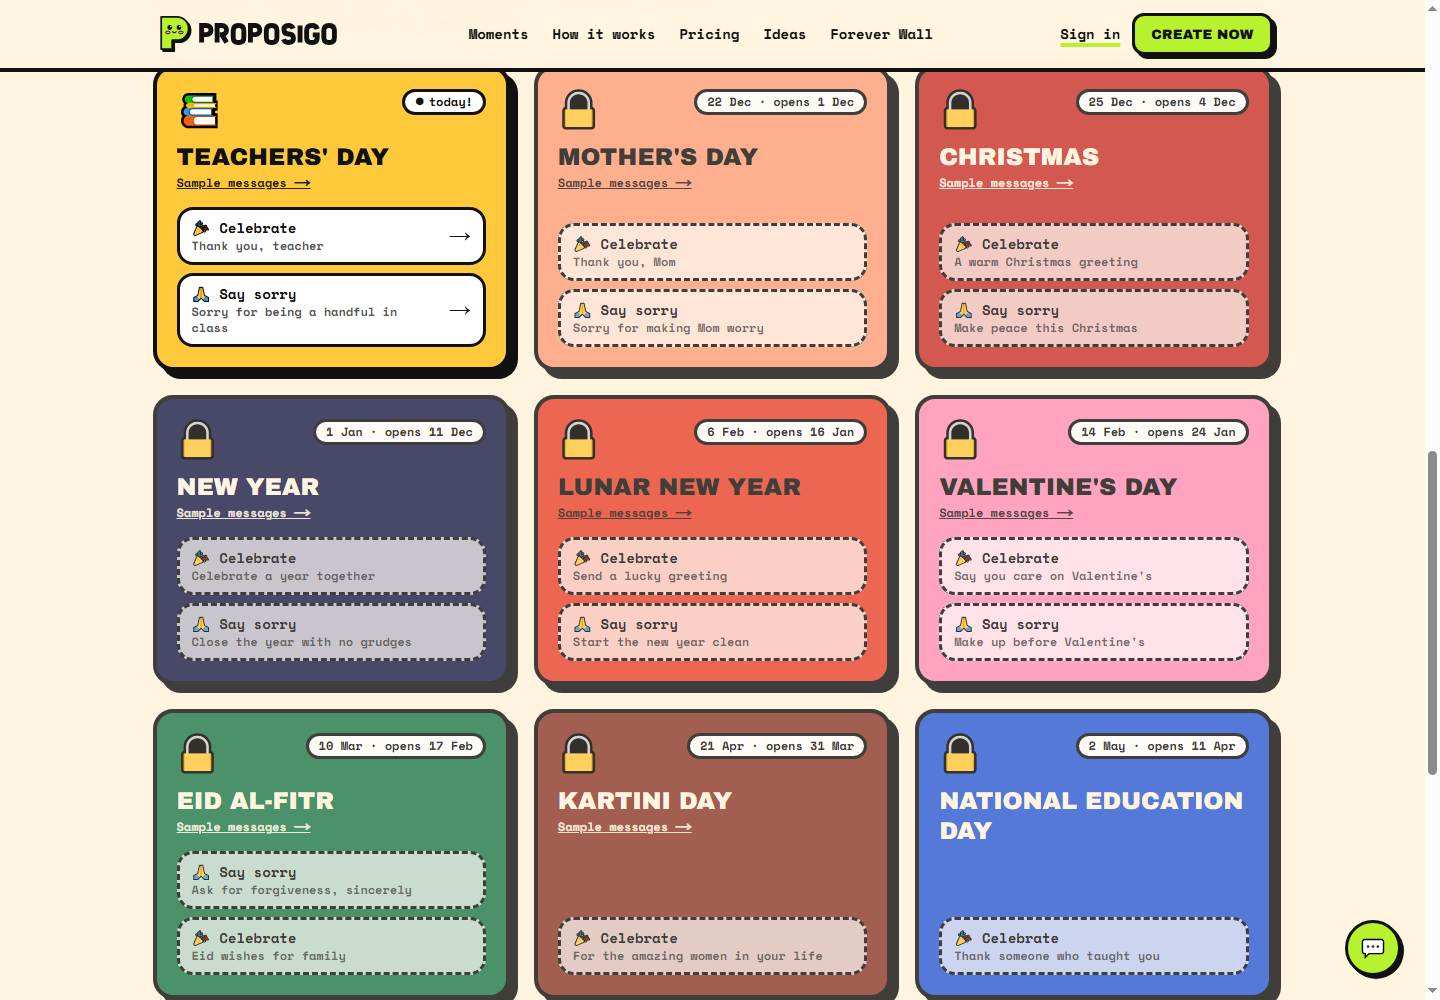 PROPOSIGO
Moments
How it works
Pricing
Ideas
Forever Wall
Sign in
CREATE NOW
today!
TEACHERS' DAY
Sample messages →
🎉 Celebrate
Thank you, teacher
→
🙏 Say sorry
Sorry for being a handful in
class
→
22 Dec · opens 1 Dec
MOTHER'S DAY
Sample messages →
🎉 Celebrate
Thank you, Mom
🙏 Say sorry
Sorry for making Mom worry
25 Dec · opens 4 Dec
CHRISTMAS
Sample messages →
🎉 Celebrate
A warm Christmas greeting
🙏 Say sorry
Make peace this Christmas
1 Jan · opens 11 Dec
NEW YEAR
Sample messages →
🎉 Celebrate
Celebrate a year together
🙏 Say sorry
Close the year with no grudges
6 Feb · opens 16 Jan
LUNAR NEW YEAR
Sample messages →
🎉 Celebrate
Send a lucky greeting
🙏 Say sorry
Start the new year clean
14 Feb · opens 24 Jan
VALENTINE'S DAY
Sample messages →
🎉 Celebrate
Say you care on Valentine's
🙏 Say sorry
Make up before Valentine's
10 Mar · opens 17 Feb
EID AL-FITR
Sample messages →
🙏 Say sorry
Ask for forgiveness, sincerely
🎉 Celebrate
Eid wishes for family
21 Apr · opens 31 Mar
KARTINI DAY
Sample messages →
🎉 Celebrate
For the amazing women in your life
2 May · opens 11 Apr
NATIONAL EDUCATION
DAY
🎉 Celebrate
Thank someone who taught you